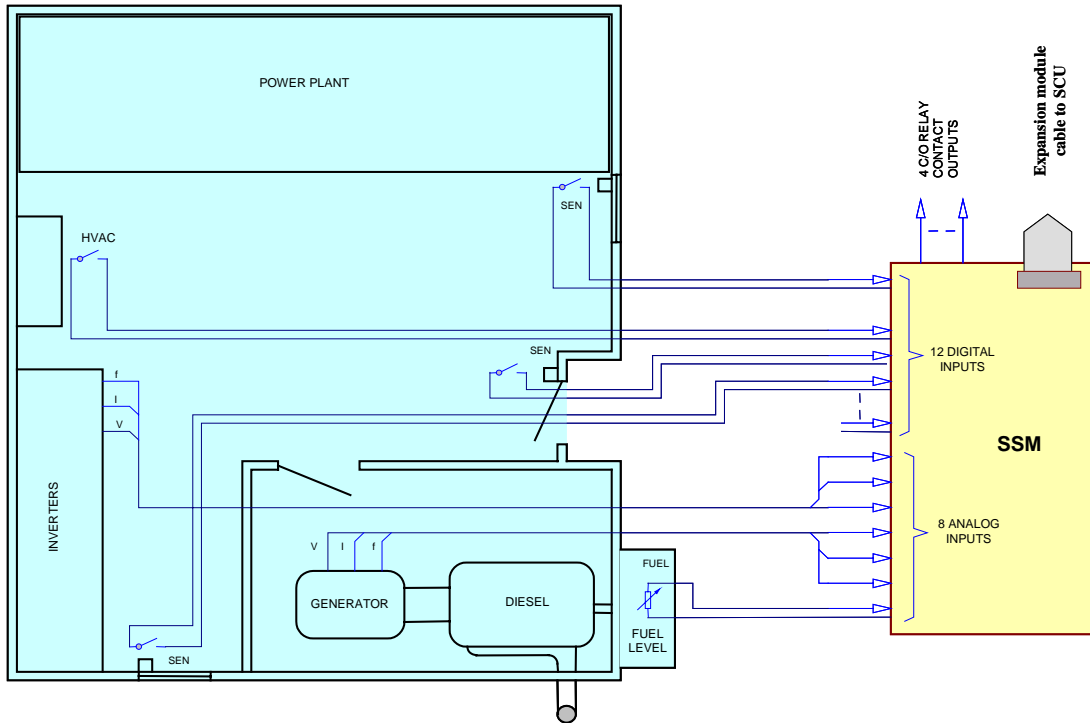 POWER PLANT
4 C/O RELAY
CONTACT
OUTPUTS
Expansion module
cable to SCU
SEN
HVAC
SEN
12 DIGITAL
INPUTS
f
I
V
SSM
INVERTERS
8 ANALOG
INPUTS
V
I
f
FUEL
GENERATOR
DIESEL
FUEL
LEVEL
SEN